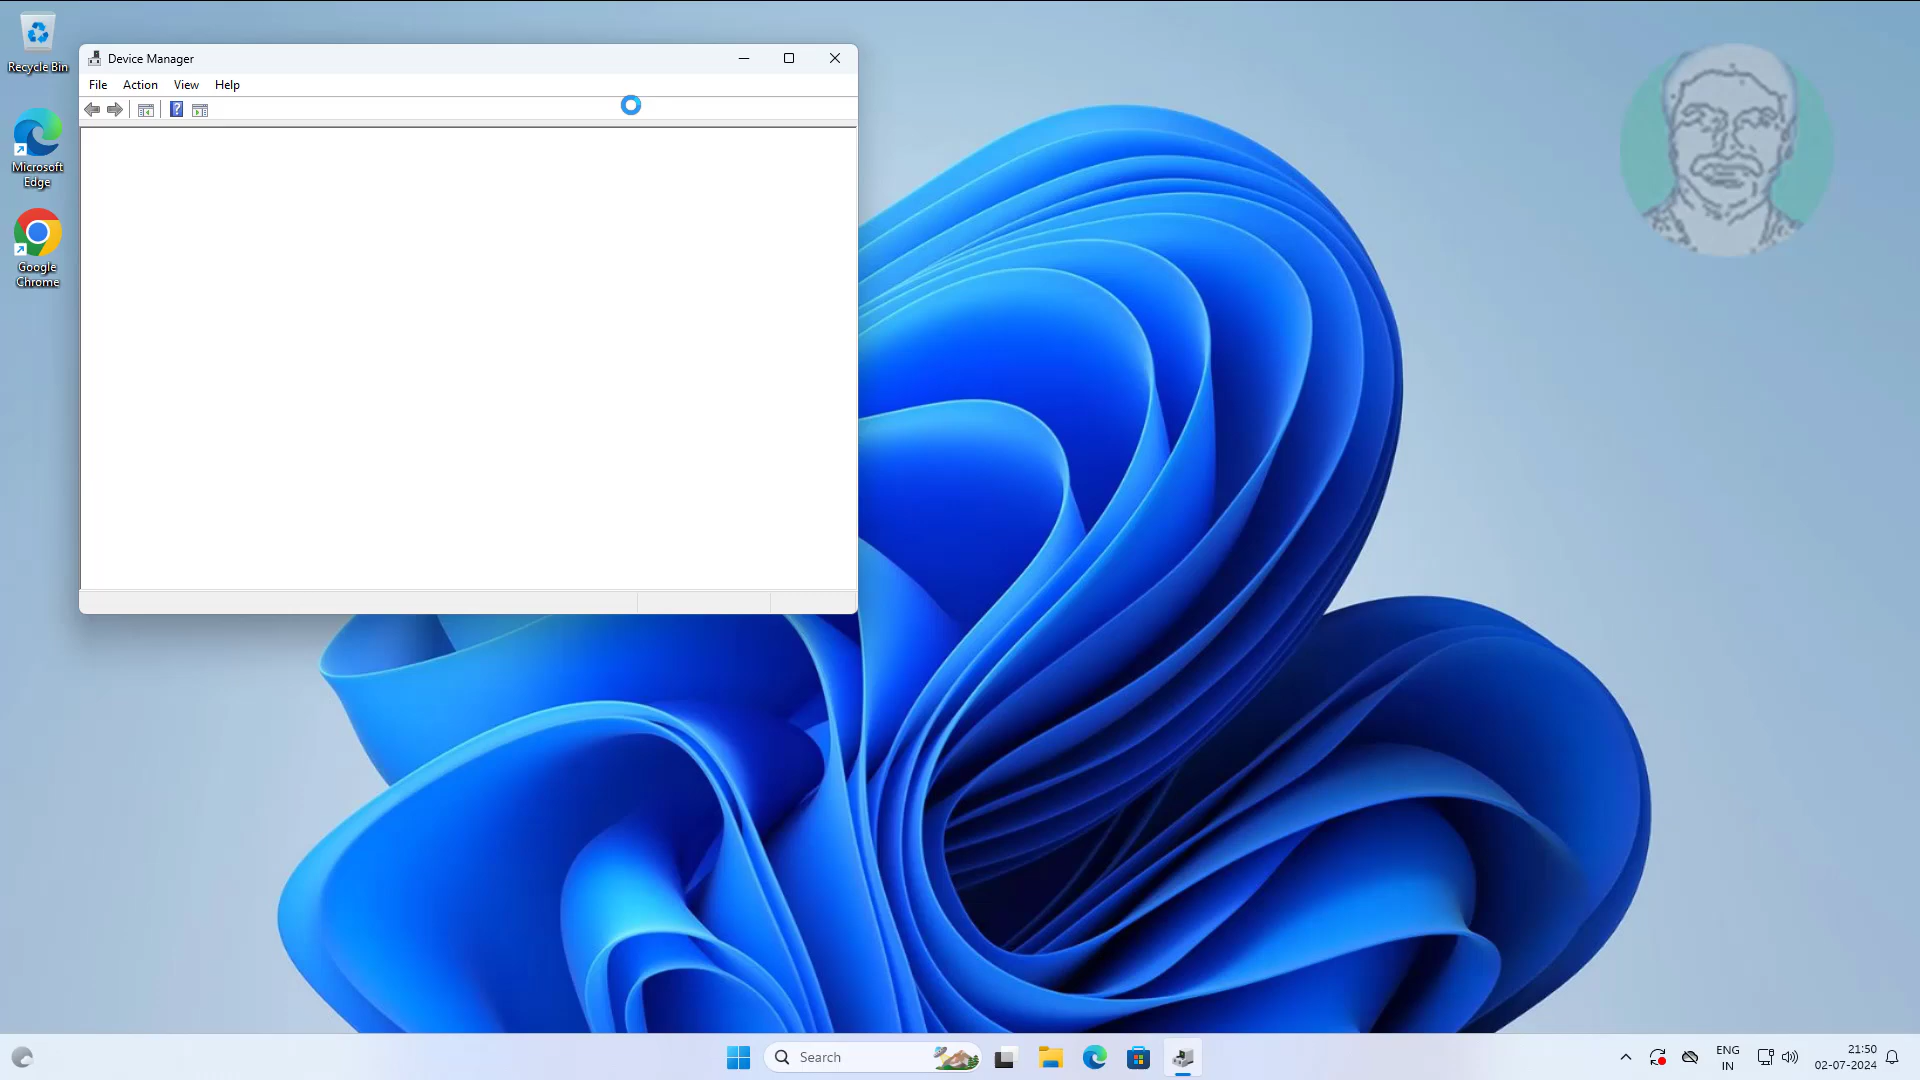 Recycle Bin
Microsoft
Edge
Google
Chrome
Device Manager
File Action View Help
Search
ENG
IN
21:50
02-07-2024